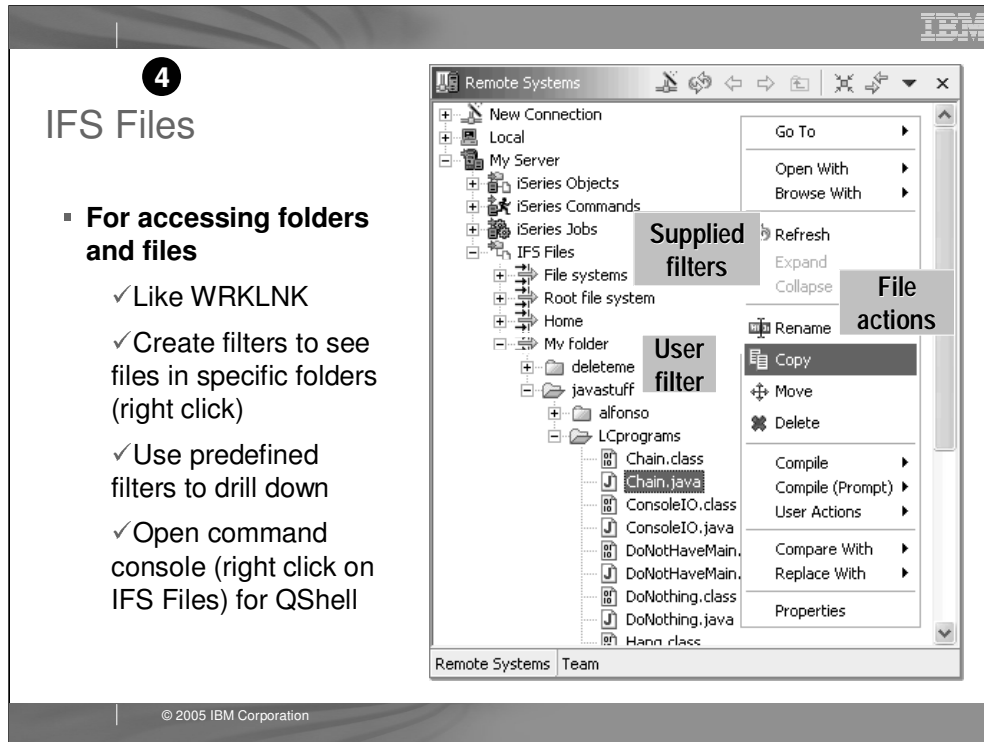 IBM
4
IFS Files
▪ For accessing folders
and files
✓Like WRKLNK
✓Create filters to see
files in specific folders
(right click)
✓Use predefined
filters to drill down
✓Open command
console (right click on
IFS Files) for QShell
Remote Systems
New Connection
Local
My Server
iSeries Objects
iSeries Commands
iSeries Jobs
IFS Files
File systems
Root file system
Home
My folder
deleteme
javastuff
alfonso
LCprograms
Chain.class
Chain.java
ConsoleIO.class
ConsoleIO.java
DoNotHaveMain.
DoNotHaveMain.
DoNothing.class
DoNothing.java
Hang.class
Supplied
filters
User
filter
File
actions
Go To
Open With
Browse With
Refresh
Expand
Collapse
Rename
Copy
Move
Delete
Compile
Compile (Prompt)
User Actions
Compare With
Replace With
Properties
Remote Systems Team
© 2005 IBM Corporation